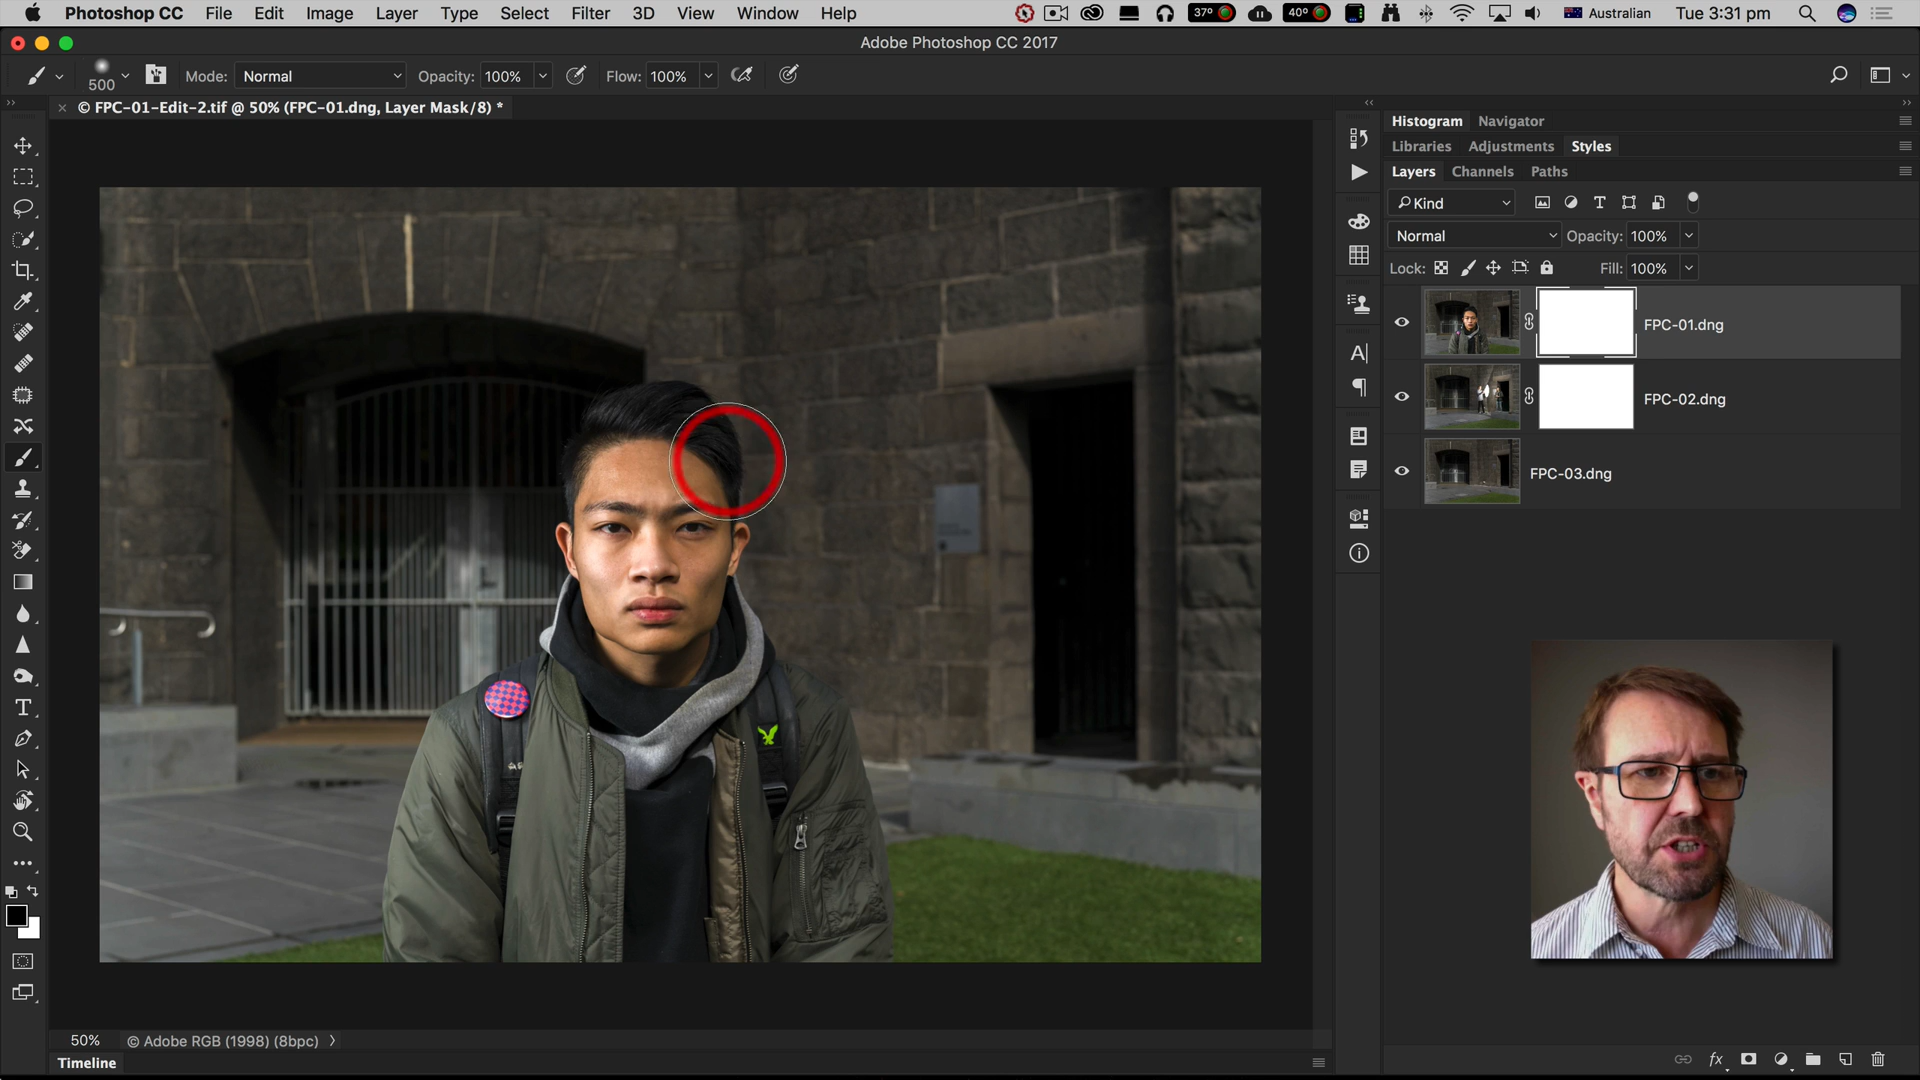 Photoshop CC File Edit Image Layer Type Select Filter 3D View Window Help 37° 40° Australian Tue 3:31 pm
Adobe Photoshop CC 2017
500 Mode: Normal Opacity: 100% Flow: 100%
© FPC-01-Edit-2.tif @ 50% (FPC-01.dng, Layer Mask/8) *
Histogram Navigator
Libraries Adjustments Styles
Layers Channels Paths
Kind
Normal Opacity: 100%
Lock: Fill: 100%
FPC-01.dng
FPC-02.dng
FPC-03.dng
50% © Adobe RGB (1998) (8bpc)
Timeline